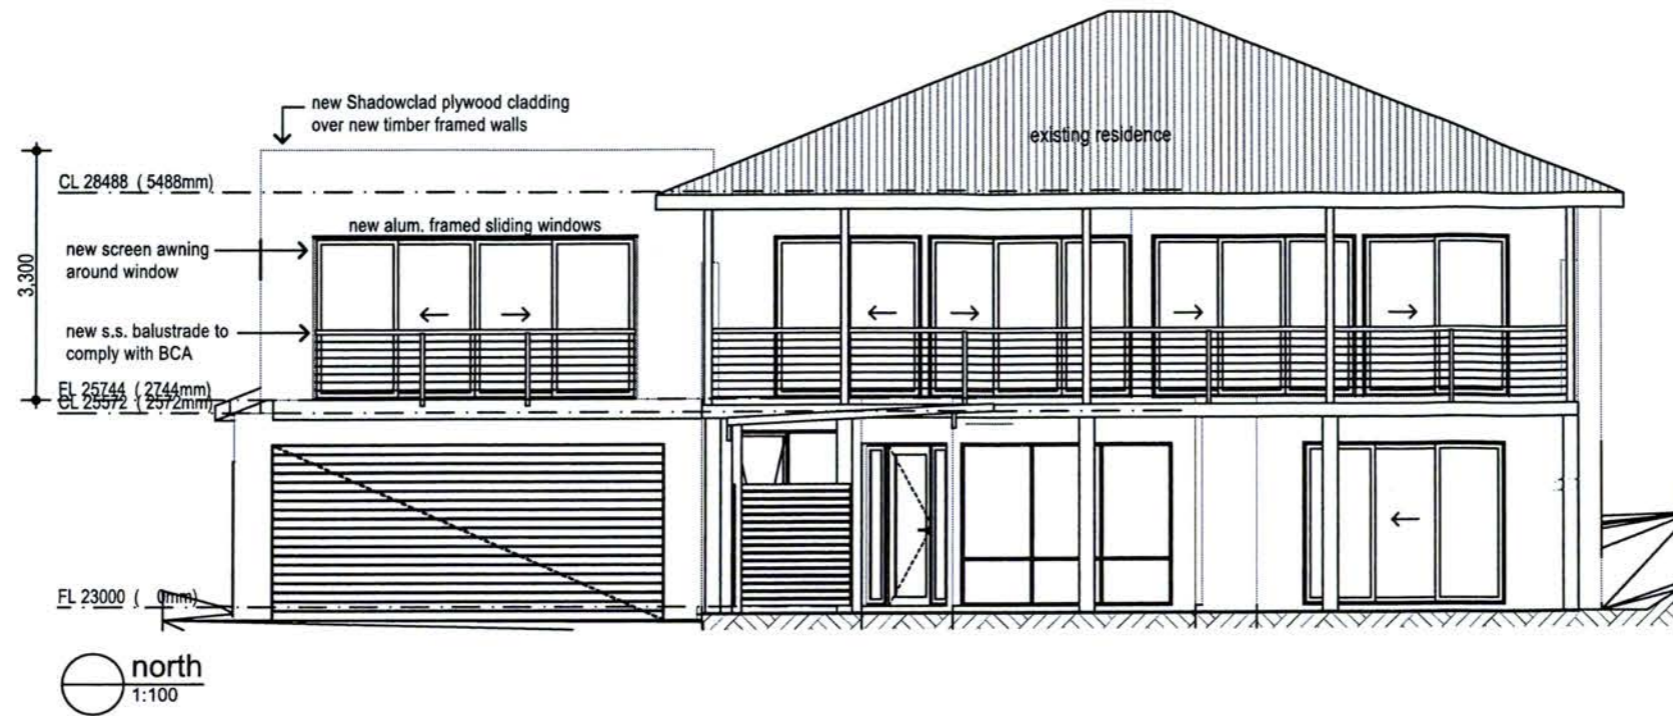 new Shadowclad plywood cladding
over new timber framed walls
existing residence
CL 28488 ( 5488mm)
new alum. framed sliding windows
new screen awning
around window
3,300
new s.s. balustrade to
comply with BCA
FL 25744 ( 2744mm)
CL 25572 ( 2572mm)
FL 23000 ( 0mm)
north
1:100